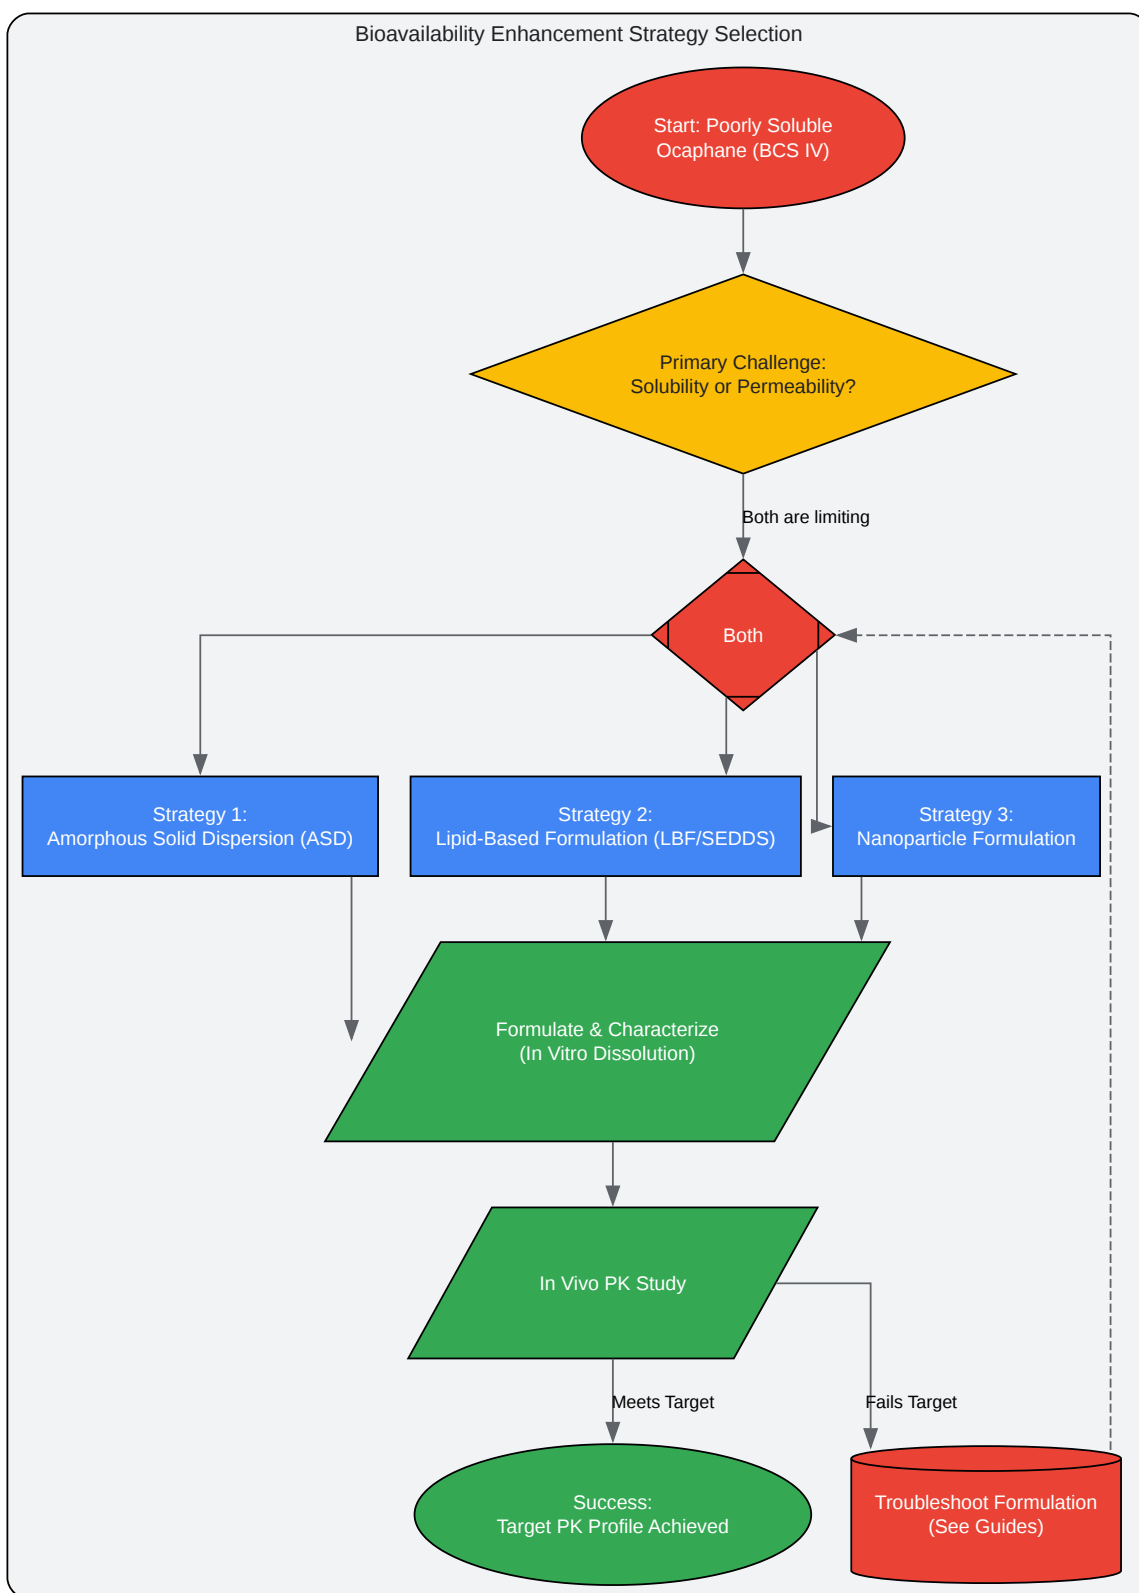 Bioavailability Enhancement Strategy Selection
Start: Poorly Soluble
Ocaphane (BCS IV)
Primary Challenge:
Solubility or Permeability?
Both are limiting
Both
Strategy 1:
Amorphous Solid Dispersion (ASD)
Strategy 2:
Lipid-Based Formulation (LBF/SEDDS)
Strategy 3:
Nanoparticle Formulation
Formulate & Characterize
(In Vitro Dissolution)
In Vivo PK Study
Meets Target
Fails Target
Success:
Target PK Profile Achieved
Troubleshoot Formulation
(See Guides)